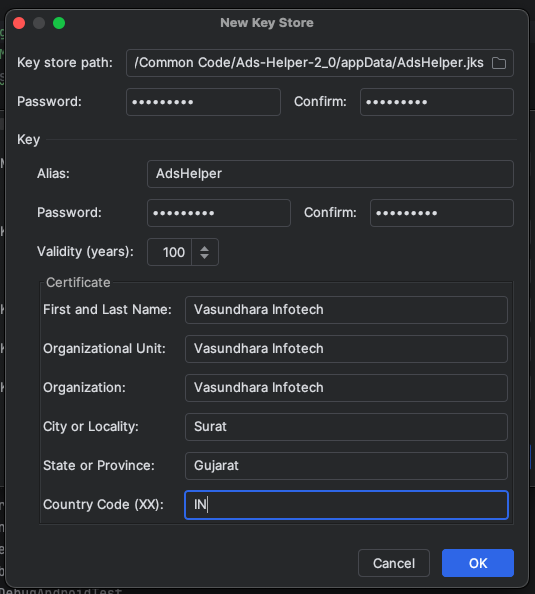 New Key Store
Key store path: /Common Code/Ads-Helper-2_0/appData/AdsHelper.jks
Password: ••••••••• Confirm: •••••••••
Key
Alias: AdsHelper
Password: ••••••••• Confirm: •••••••••
Validity (years): 100
Certificate
First and Last Name: Vasundhara Infotech
Organizational Unit: Vasundhara Infotech
Organization: Vasundhara Infotech
City or Locality: Surat
State or Province: Gujarat
Country Code (XX): IN
Cancel OK
DebugAndroidTest